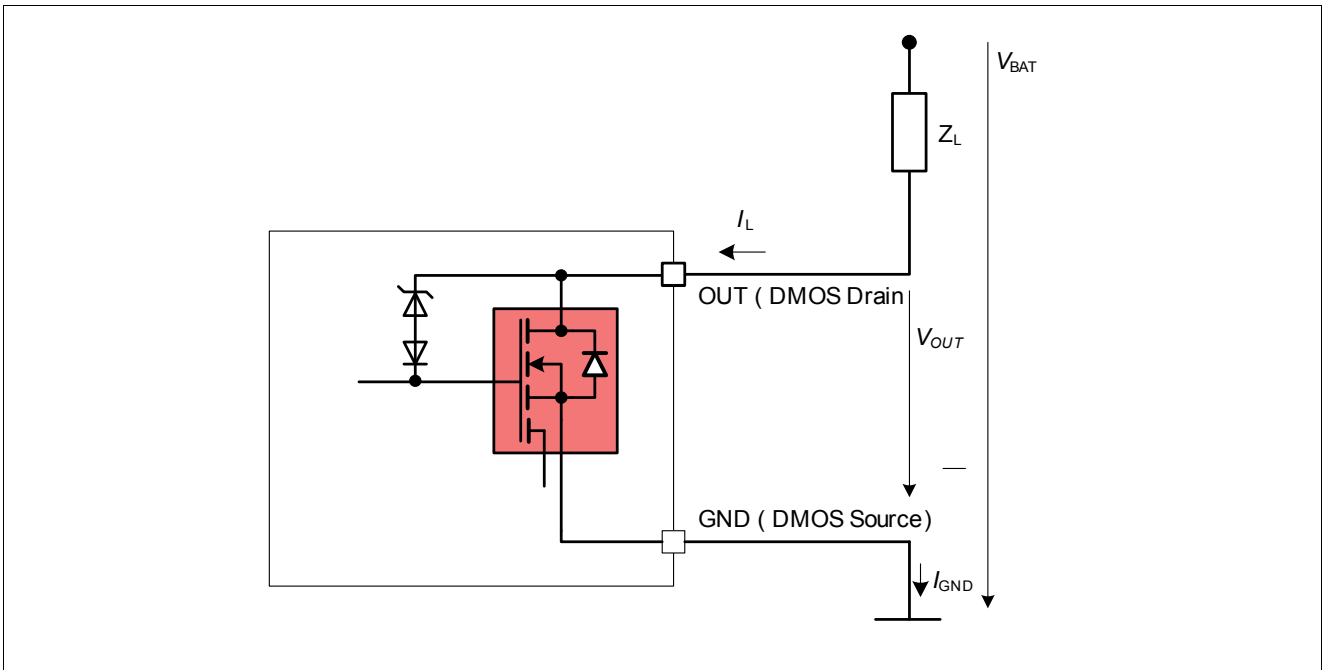 V_BAT
Z_L
I_L
OUT ( DMOS Drain
V_OUT
GND ( DMOS Source)
I_GND